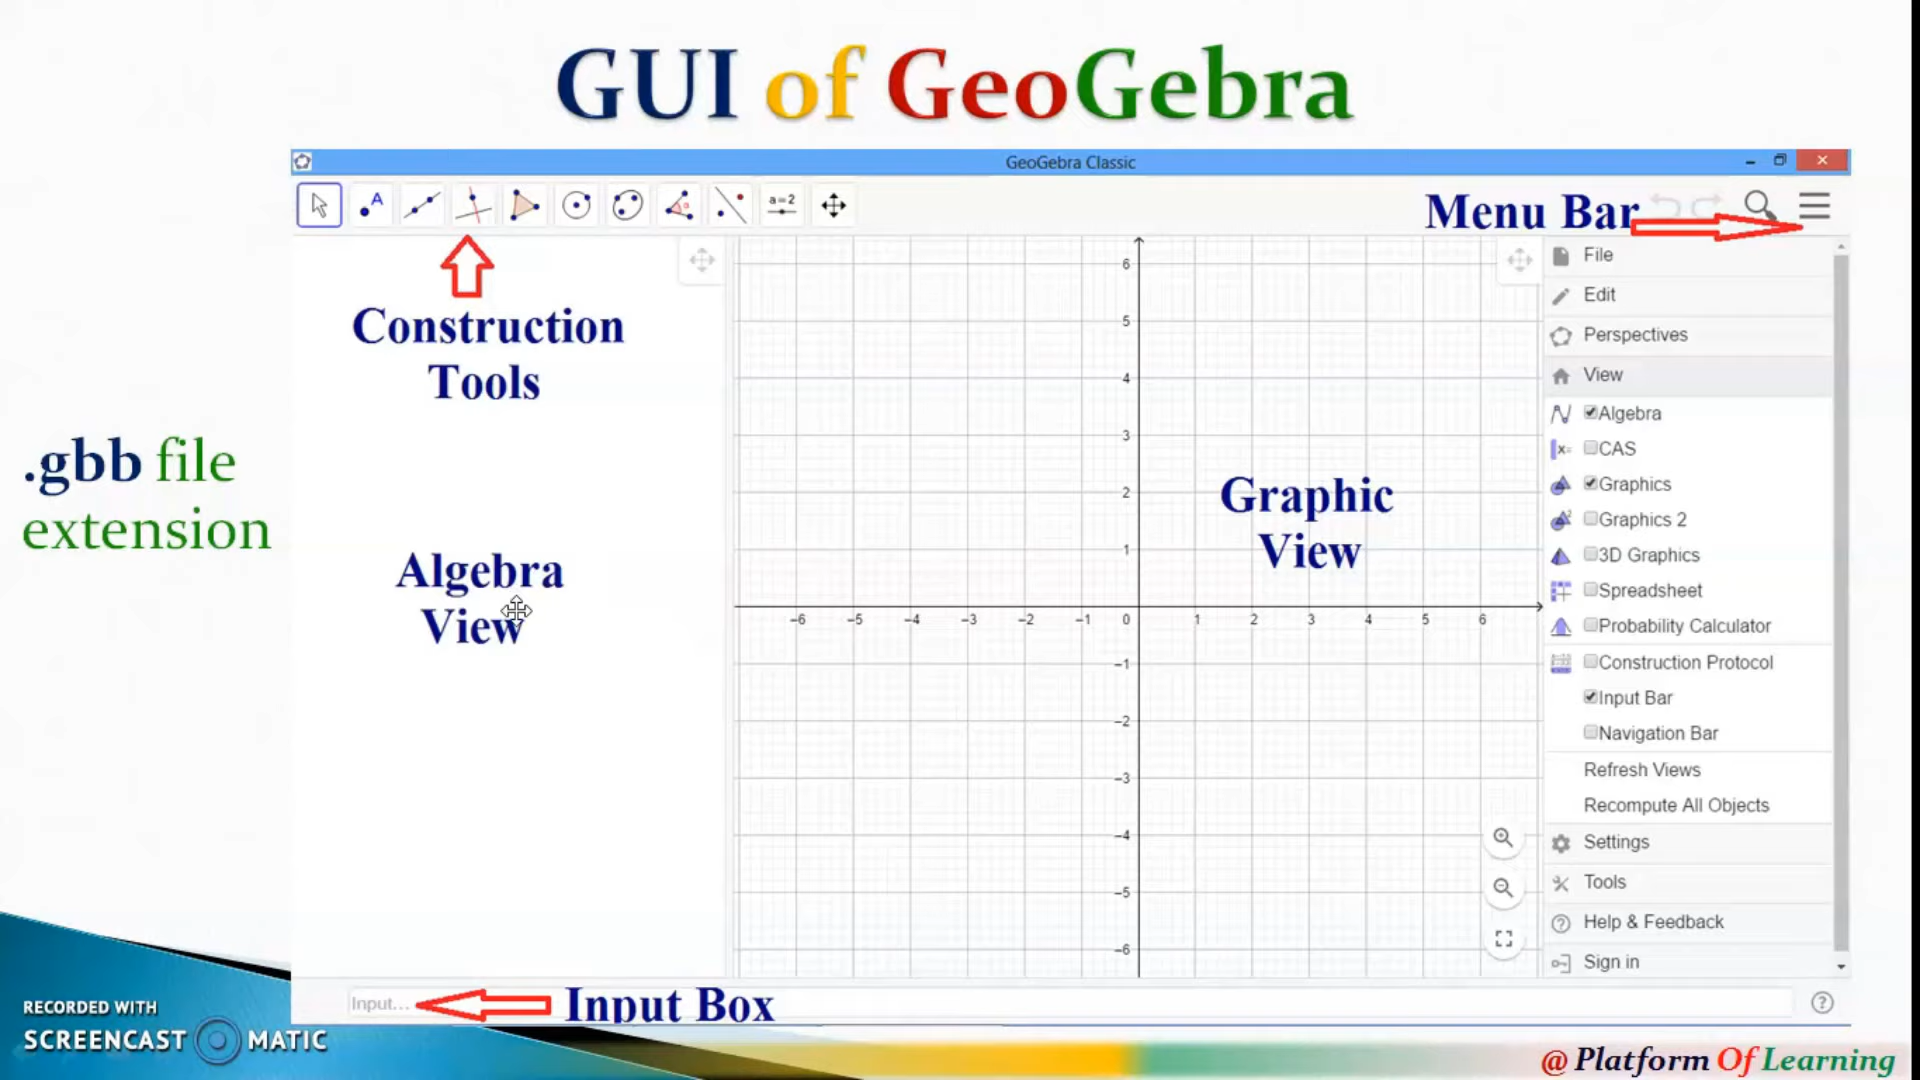 GUI of GeoGebra
GeoGebra Classic
A
a=2
Menu Bar
Construction
Tools
.gbb file
extension
Algebra
View
Graphic
View
6
5
4
3
2
1
−6 −5 −4 −3 −2 −1 0 1 2 3 4 5 6
−1
−2
−3
−4
−5
−6
File
Edit
Perspectives
View
Algebra
x= CAS
Graphics
Graphics 2
3D Graphics
Spreadsheet
Probability Calculator
Construction Protocol
Input Bar
Navigation Bar
Refresh Views
Recompute All Objects
Settings
Tools
Help & Feedback
Sign in
Input...
Input Box
RECORDED WITH
SCREENCAST MATIC
@ Platform Of Learning